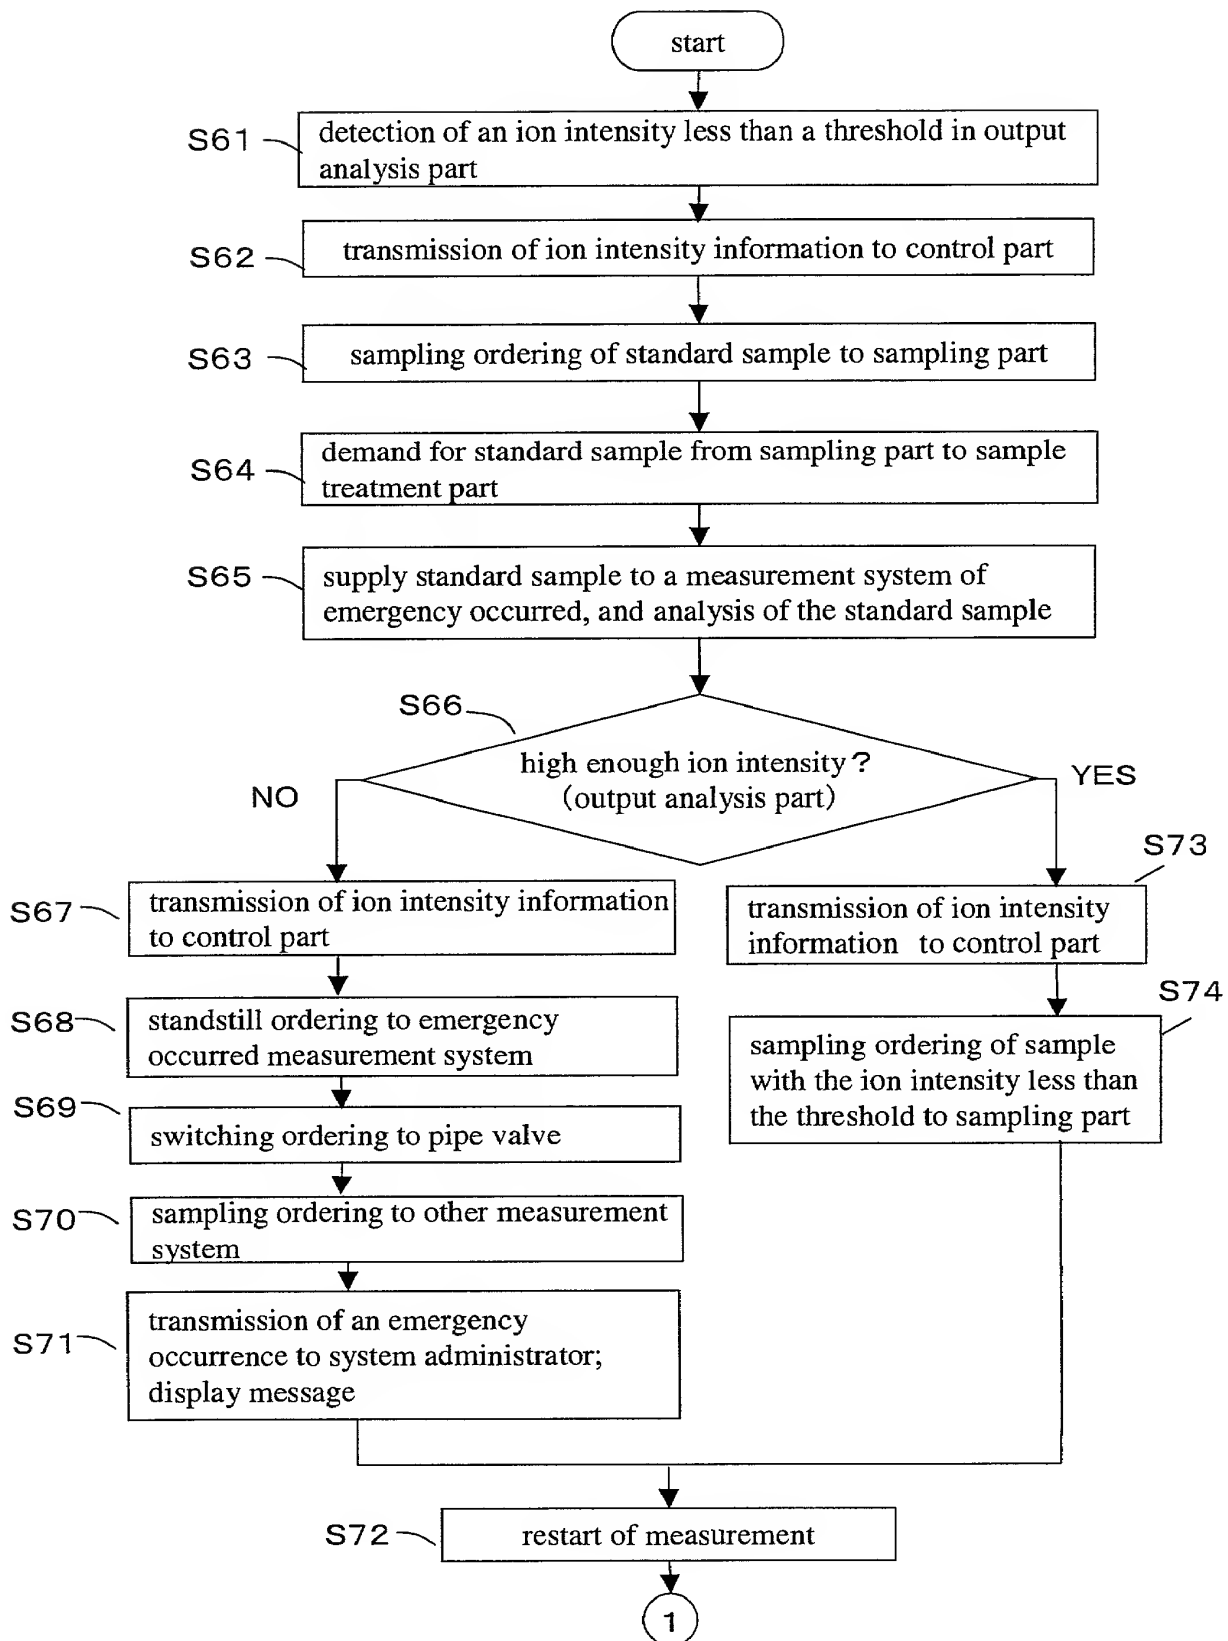 start
S61
detection of an ion intensity less than a threshold in output
analysis part
S62
transmission of ion intensity information to control part
S63
sampling ordering of standard sample to sampling part
S64
demand for standard sample from sampling part to sample
treatment part
S65
supply standard sample to a measurement system of
emergency occurred, and analysis of the standard sample
S66
high enough ion intensity?
(output analysis part)
NO
YES
S67
transmission of ion intensity information
to control part
S68
standstill ordering to emergency
occurred measurement system
S69
switching ordering to pipe valve
S70
sampling ordering to other measurement
system
S71
transmission of an emergency
occurrence to system administrator;
display message
S73
transmission of ion intensity
information to control part
S74
sampling ordering of sample
with the ion intensity less than
the threshold to sampling part
S72
restart of measurement
1